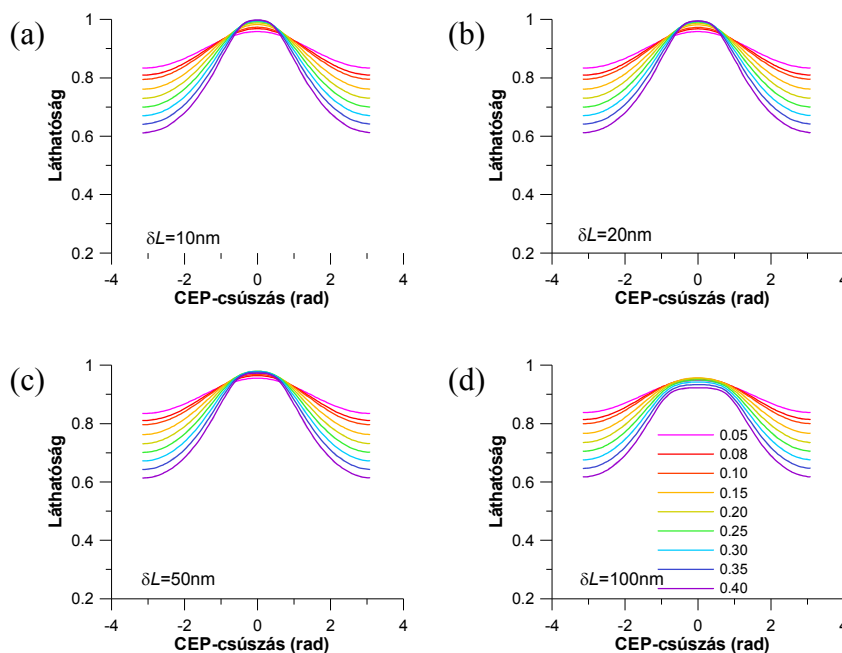 (a)
Láthatóság
1
0.8
0.6
0.4
0.2
δL=10nm
-4 -2 0 2 4
CEP-csúszás (rad)
(b)
Láthatóság
1
0.8
0.6
0.4
0.2
δL=20nm
-4 -2 0 2 4
CEP-csúszás (rad)
(c)
Láthatóság
1
0.8
0.6
0.4
0.2
δL=50nm
-4 -2 0 2 4
CEP-csúszás (rad)
(d)
Láthatóság
1
0.8
0.6
0.4
0.2
0.05
0.08
0.10
0.15
0.20
0.25
0.30
0.35
0.40
δL=100nm
-4 -2 0 2 4
CEP-csúszás (rad)